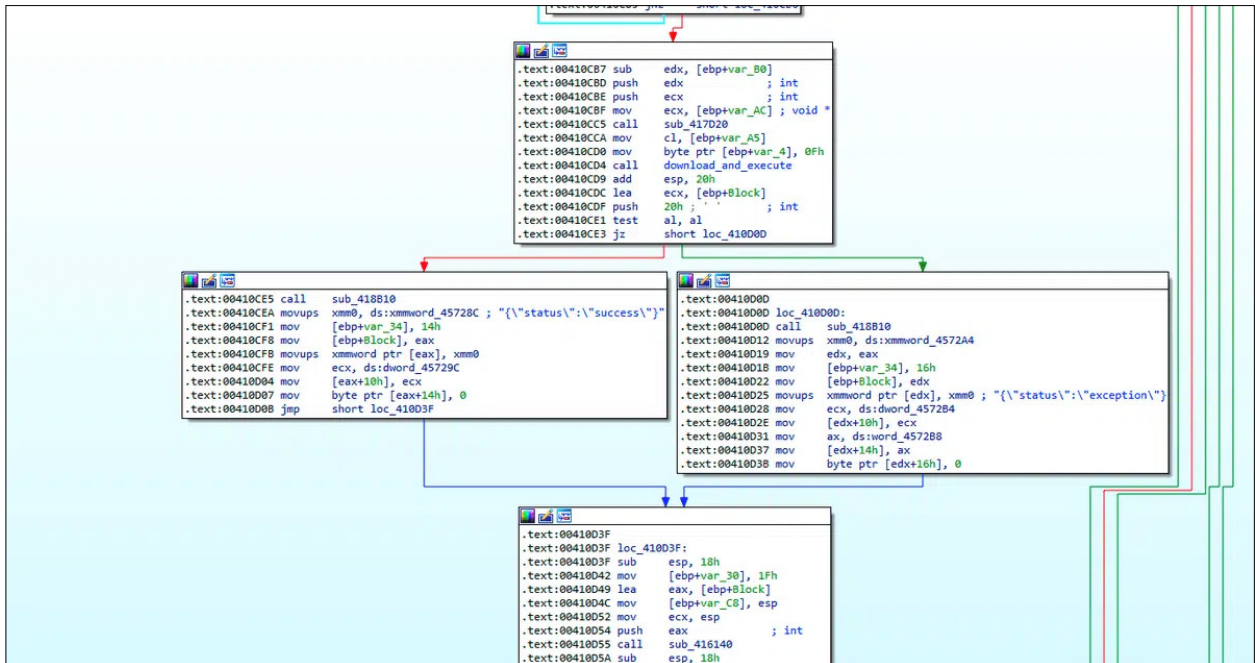 .text:00410CB7 sub edx, [ebp+var_B0]
.text:00410CBD push edx ; int
.text:00410CBE push ecx ; int
.text:00410CBF mov ecx, [ebp+var_AC] ; void *
.text:00410CC5 call sub_417D20
.text:00410CCA mov cl, [ebp+var_A5]
.text:00410CD0 mov byte ptr [ebp+var_4], 0Fh
.text:00410CD4 call download_and_execute
.text:00410CD9 add esp, 20h
.text:00410CDC lea ecx, [ebp+Block]
.text:00410CDF push 20h ; ' ' ; int
.text:00410CE1 test al, al
.text:00410CE3 jz short loc_410D0D
.text:00410CE5 call sub_418B10
.text:00410CEA movups xmm0, ds:xmmword_45728C ; "{\"status\":\"success\"}"
.text:00410CF1 mov [ebp+var_34], 14h
.text:00410CF8 mov [ebp+Block], eax
.text:00410CFB movups xmmword ptr [eax], xmm0
.text:00410CFE mov ecx, ds:dword_45729C
.text:00410D04 mov [eax+10h], ecx
.text:00410D07 mov byte ptr [eax+14h], 0
.text:00410D0B jmp short loc_410D3F
.text:00410D0D
.text:00410D0D loc_410D0D:
.text:00410D0D call sub_418B10
.text:00410D12 movups xmm0, ds:xmmword_4572A4
.text:00410D19 mov edx, eax
.text:00410D1B mov [ebp+var_34], 16h
.text:00410D22 mov [ebp+Block], edx
.text:00410D25 movups xmmword ptr [edx], xmm0 ; "{\"status\":\"exception\"}
.text:00410D28 mov ecx, ds:dword_4572B4
.text:00410D2E mov [edx+10h], ecx
.text:00410D31 mov ax, ds:word_4572B8
.text:00410D37 mov [edx+14h], ax
.text:00410D3B mov byte ptr [edx+16h], 0
.text:00410D3F
.text:00410D3F loc_410D3F:
.text:00410D3F sub esp, 18h
.text:00410D42 mov [ebp+var_30], 1Fh
.text:00410D49 lea eax, [ebp+Block]
.text:00410D4C mov [ebp+var_C8], esp
.text:00410D52 mov ecx, esp
.text:00410D54 push eax ; int
.text:00410D55 call sub_416140
.text:00410D5A sub esp, 18h